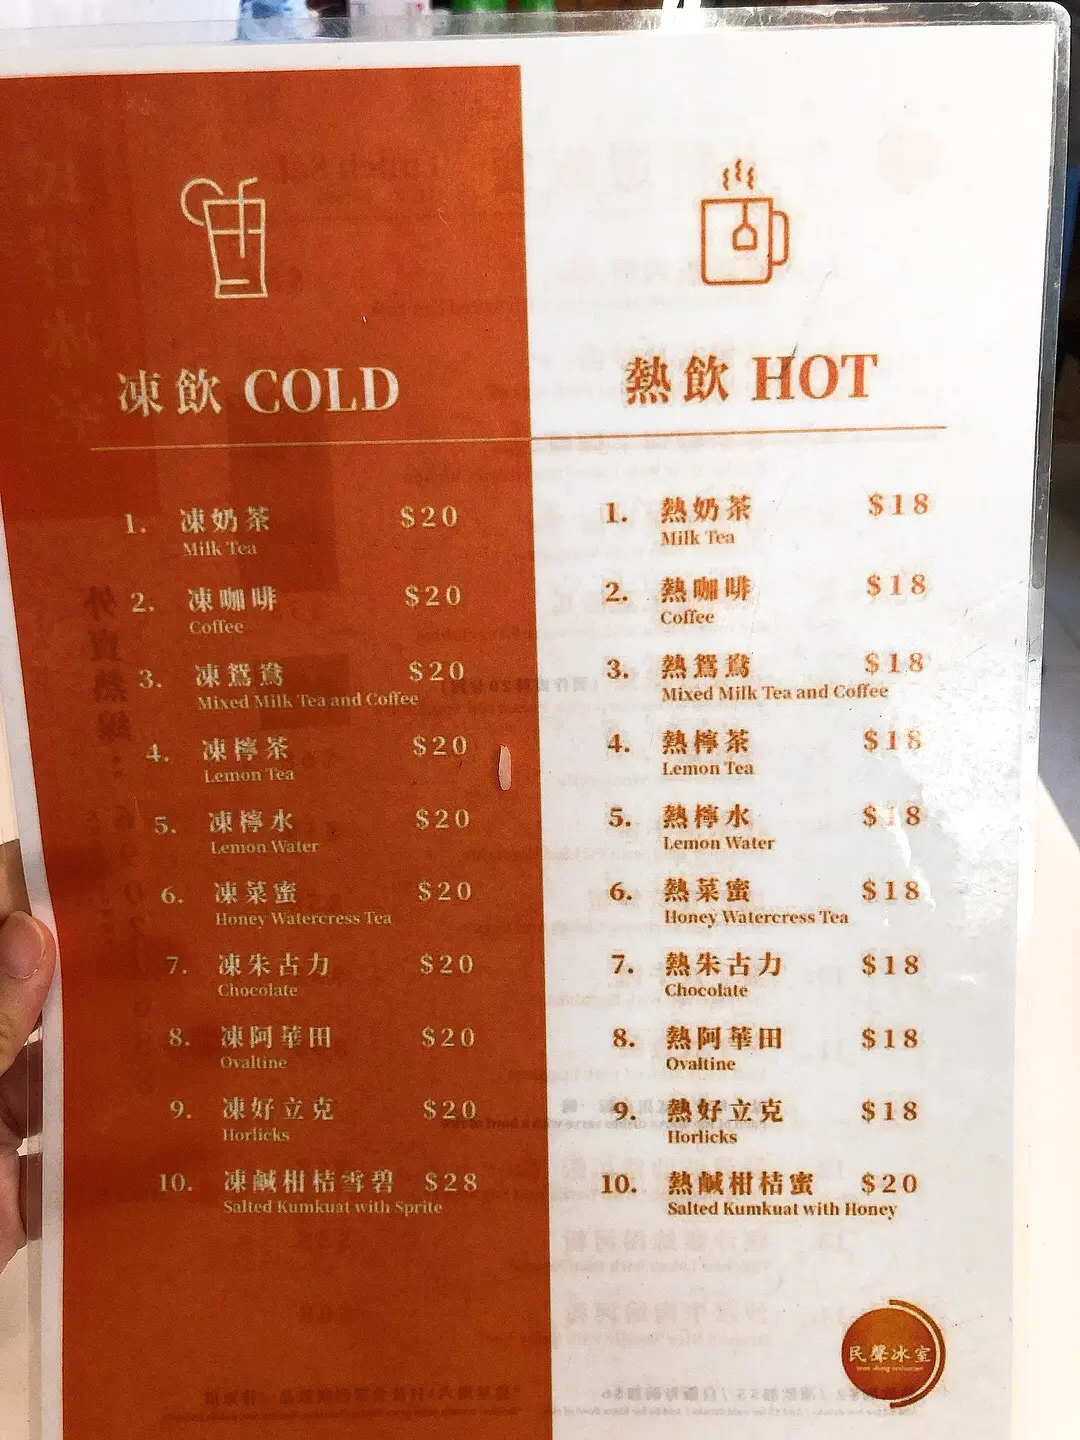 凍飲 COLD
1. 凍奶茶 $20
Milk Tea
2. 凍咖啡 $20
Coffee
3. 凍鴛鴦 $20
Mixed Milk Tea and Coffee
4. 凍檸茶 $20
Lemon Tea
5. 凍檸水 $20
Lemon Water
6. 凍菜蜜 $20
Honey Watercress Tea
7. 凍朱古力 $20
Chocolate
8. 凍阿華田 $20
Ovaltine
9. 凍好立克 $20
Horlicks
10. 凍鹹柑桔雪碧 $28
Salted Kumkuat with Sprite
熱飲 HOT
1. 熱奶茶 $18
Milk Tea
2. 熱咖啡 $18
Coffee
3. 熱鴛鴦 $18
Mixed Milk Tea and Coffee
4. 熱檸茶 $18
Lemon Tea
5. 熱檸水 $18
Lemon Water
6. 熱菜蜜 $18
Honey Watercress Tea
7. 熱朱古力 $18
Chocolate
8. 熱阿華田 $18
Ovaltine
9. 熱好立克 $18
Horlicks
10. 熱鹹柑桔蜜 $20
Salted Kumkuat with Honey
民聲冰室